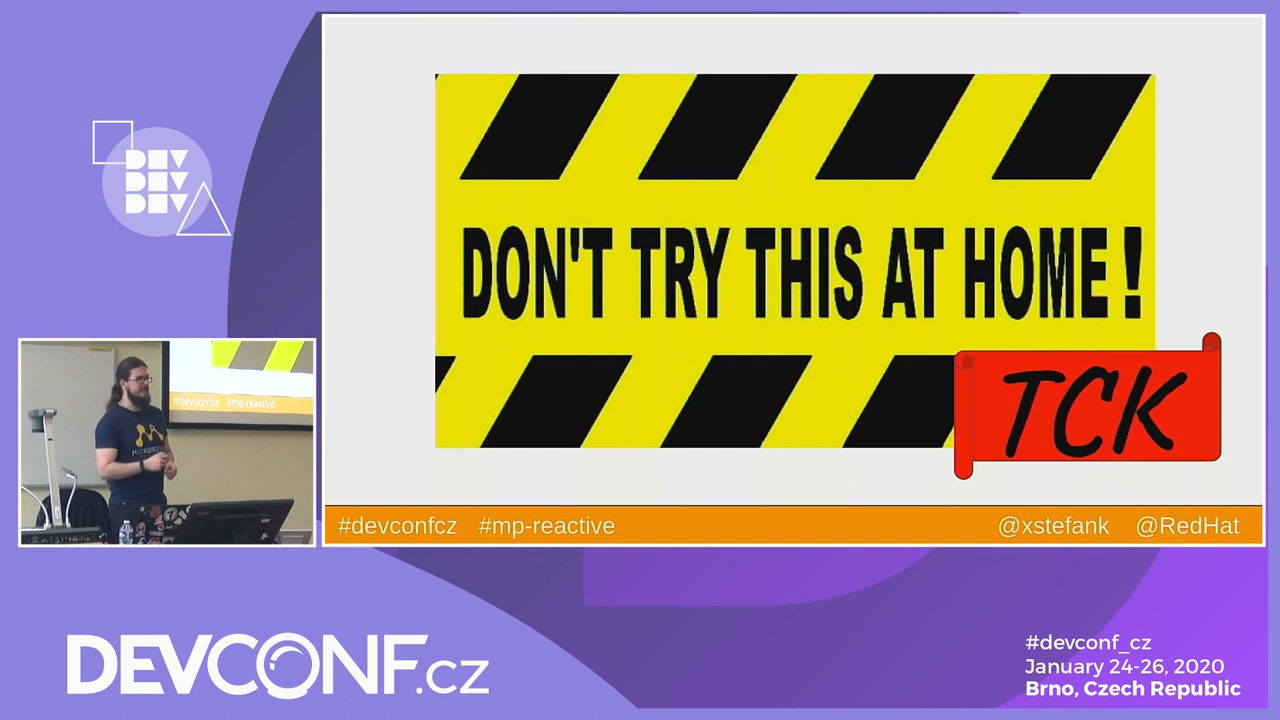 DEV
DEV
DEV
DON'T TRY THIS AT HOME!
TCK
#devconfcz #mp-reactive
@xstefank @RedHat
#devconfcz #mp-reactive
DEVCONF.cz
#devconf_cz
January 24-26, 2020
Brno, Czech Republic